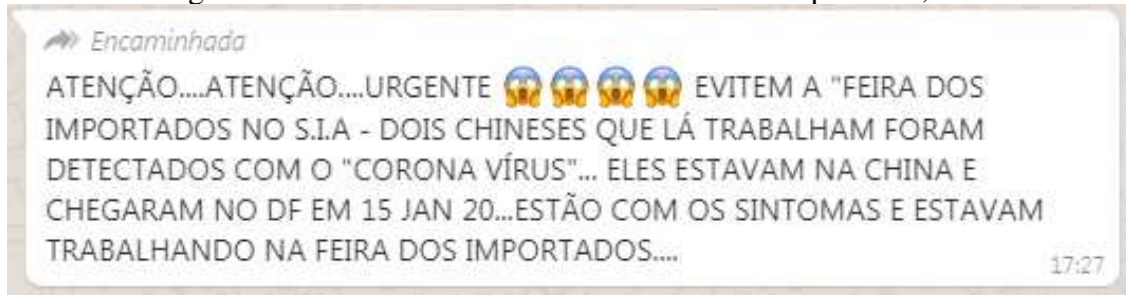 Encaminhada
ATENÇÃO....ATENÇÃO....URGENTE 😱😱😱😱 EVITEM A "FEIRA DOS
IMPORTADOS NO S.I.A - DOIS CHINESES QUE LÁ TRABALHAM FORAM
DETECTADOS COM O "CORONA VÍRUS"... ELES ESTAVAM NA CHINA E
CHEGARAM NO DF EM 15 JAN 20...ESTÃO COM OS SINTOMAS E ESTAVAM
TRABALHANDO NA FEIRA DOS IMPORTADOS....
17:27